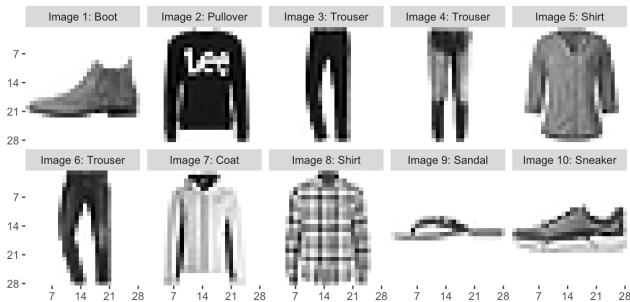 Image 1: Boot
Image 2: Pullover
Image 3: Trouser
Image 4: Trouser
Image 5: Shirt
Lee
7
14
21
28
Image 6: Trouser
Image 7: Coat
Image 8: Shirt
Image 9: Sandal
Image 10: Sneaker
7
14
21
28
7 14 21 28 7 14 21 28 7 14 21 28 7 14 21 28 7 14 21 28